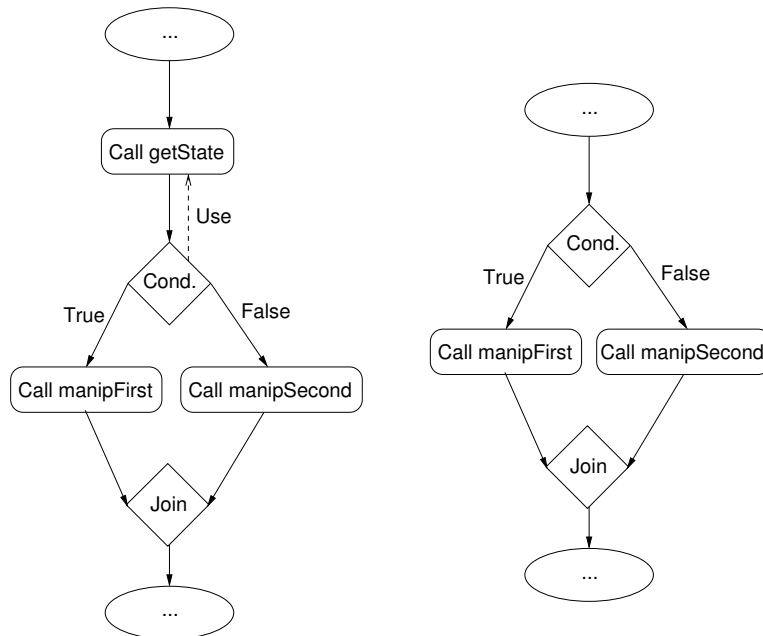 ...
Call getState
Use
Cond.
True
False
Call manipFirst
Call manipSecond
Join
...
...
Cond.
True
False
Call manipFirst
Call manipSecond
Join
...